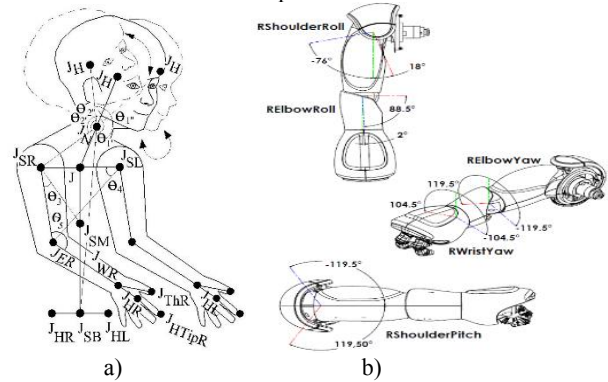 J_H
J_H
J_H
Θ_2'
Θ_2
J_N
Θ_1
Θ_1''
J_SR
J
J_SL
Θ_3
Θ_4
Θ_5
J_SM
J_ER
J_WR
J_ThR
J_HR
J_HTipR
J_H
J_HR
J_SB
J_HL
a)
RShoulderRoll
-76°
18°
RElbowRoll
88.5°
2°
RElbowYaw
119.5°
104.5°
-119.5°
-104.5°
RWristYaw
-119.5°
RShoulderPitch
119,50°
b)